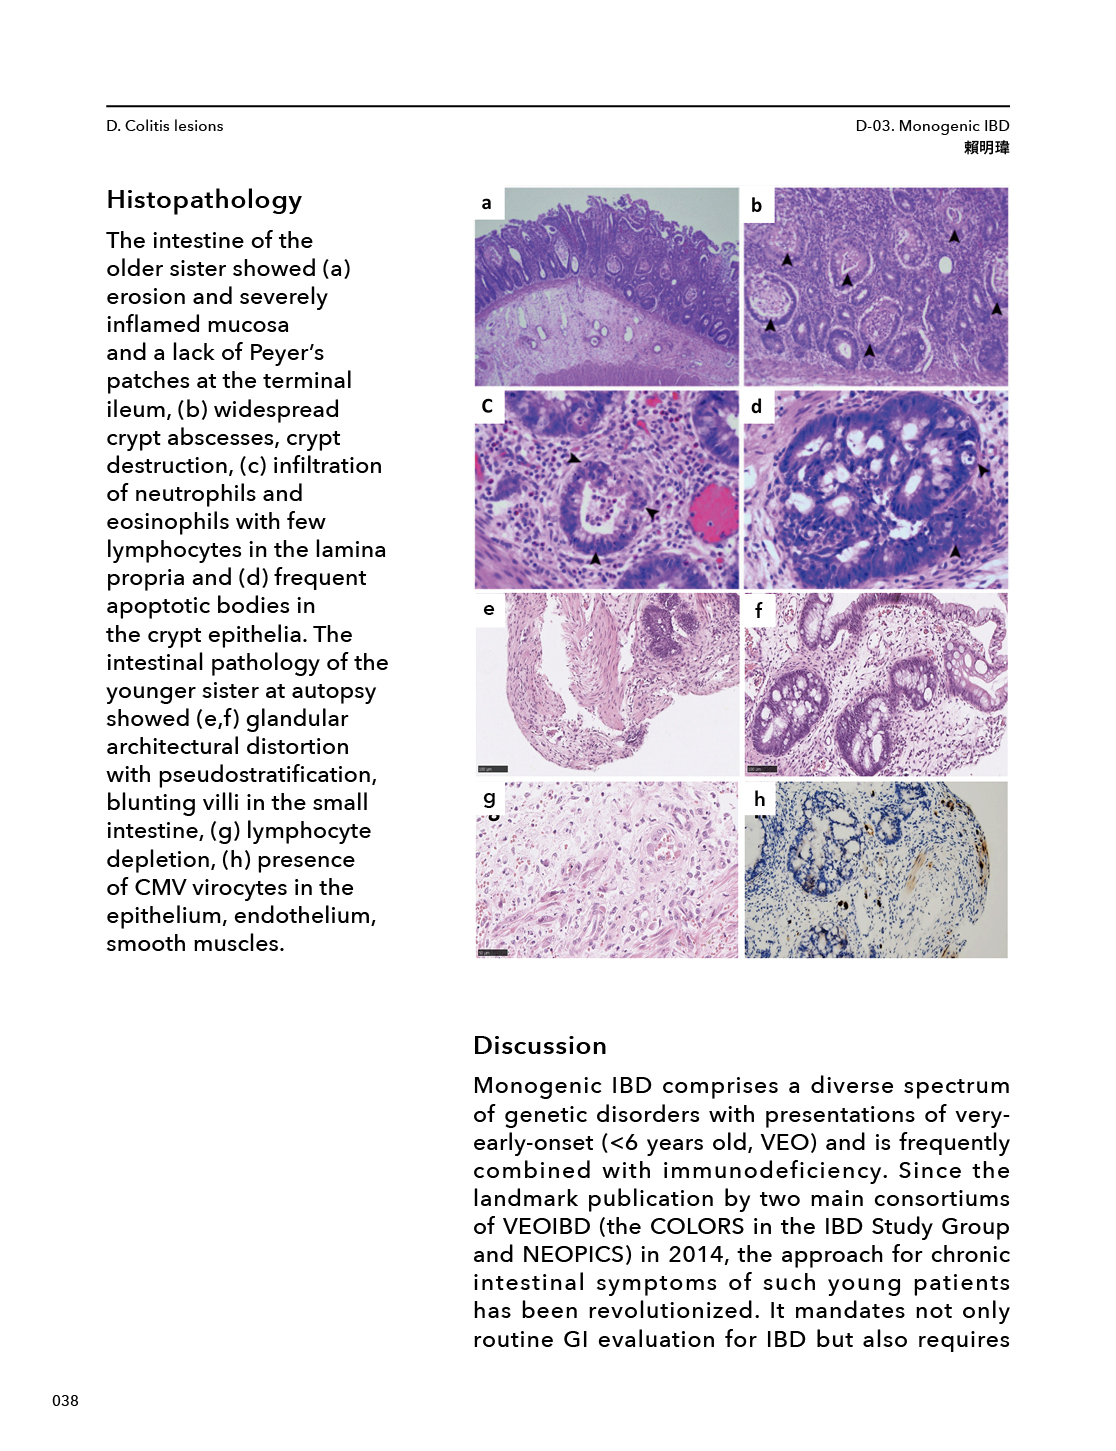 D. Colitis lesions
D-03. Monogenic IBD
賴明瑋
Histopathology
The intestine of the
older sister showed (a)
erosion and severely
inflamed mucosa
and a lack of Peyer’s
patches at the terminal
ileum, (b) widespread
crypt abscesses, crypt
destruction, (c) infiltration
of neutrophils and
eosinophils with few
lymphocytes in the lamina
propria and (d) frequent
apoptotic bodies in
the crypt epithelia. The
intestinal pathology of the
younger sister at autopsy
showed (e,f) glandular
architectural distortion
with pseudostratification,
blunting villi in the small
intestine, (g) lymphocyte
depletion, (h) presence
of CMV virocytes in the
epithelium, endothelium,
smooth muscles.
a
b
c
d
e
f
g
h
Discussion
Monogenic IBD comprises a diverse spectrum
of genetic disorders with presentations of very-
early-onset (<6 years old, VEO) and is frequently
combined with immunodeficiency. Since the
landmark publication by two main consortiums
of VEOIBD (the COLORS in the IBD Study Group
and NEOPICS) in 2014, the approach for chronic
intestinal symptoms of such young patients
has been revolutionized. It mandates not only
routine GI evaluation for IBD but also requires
038